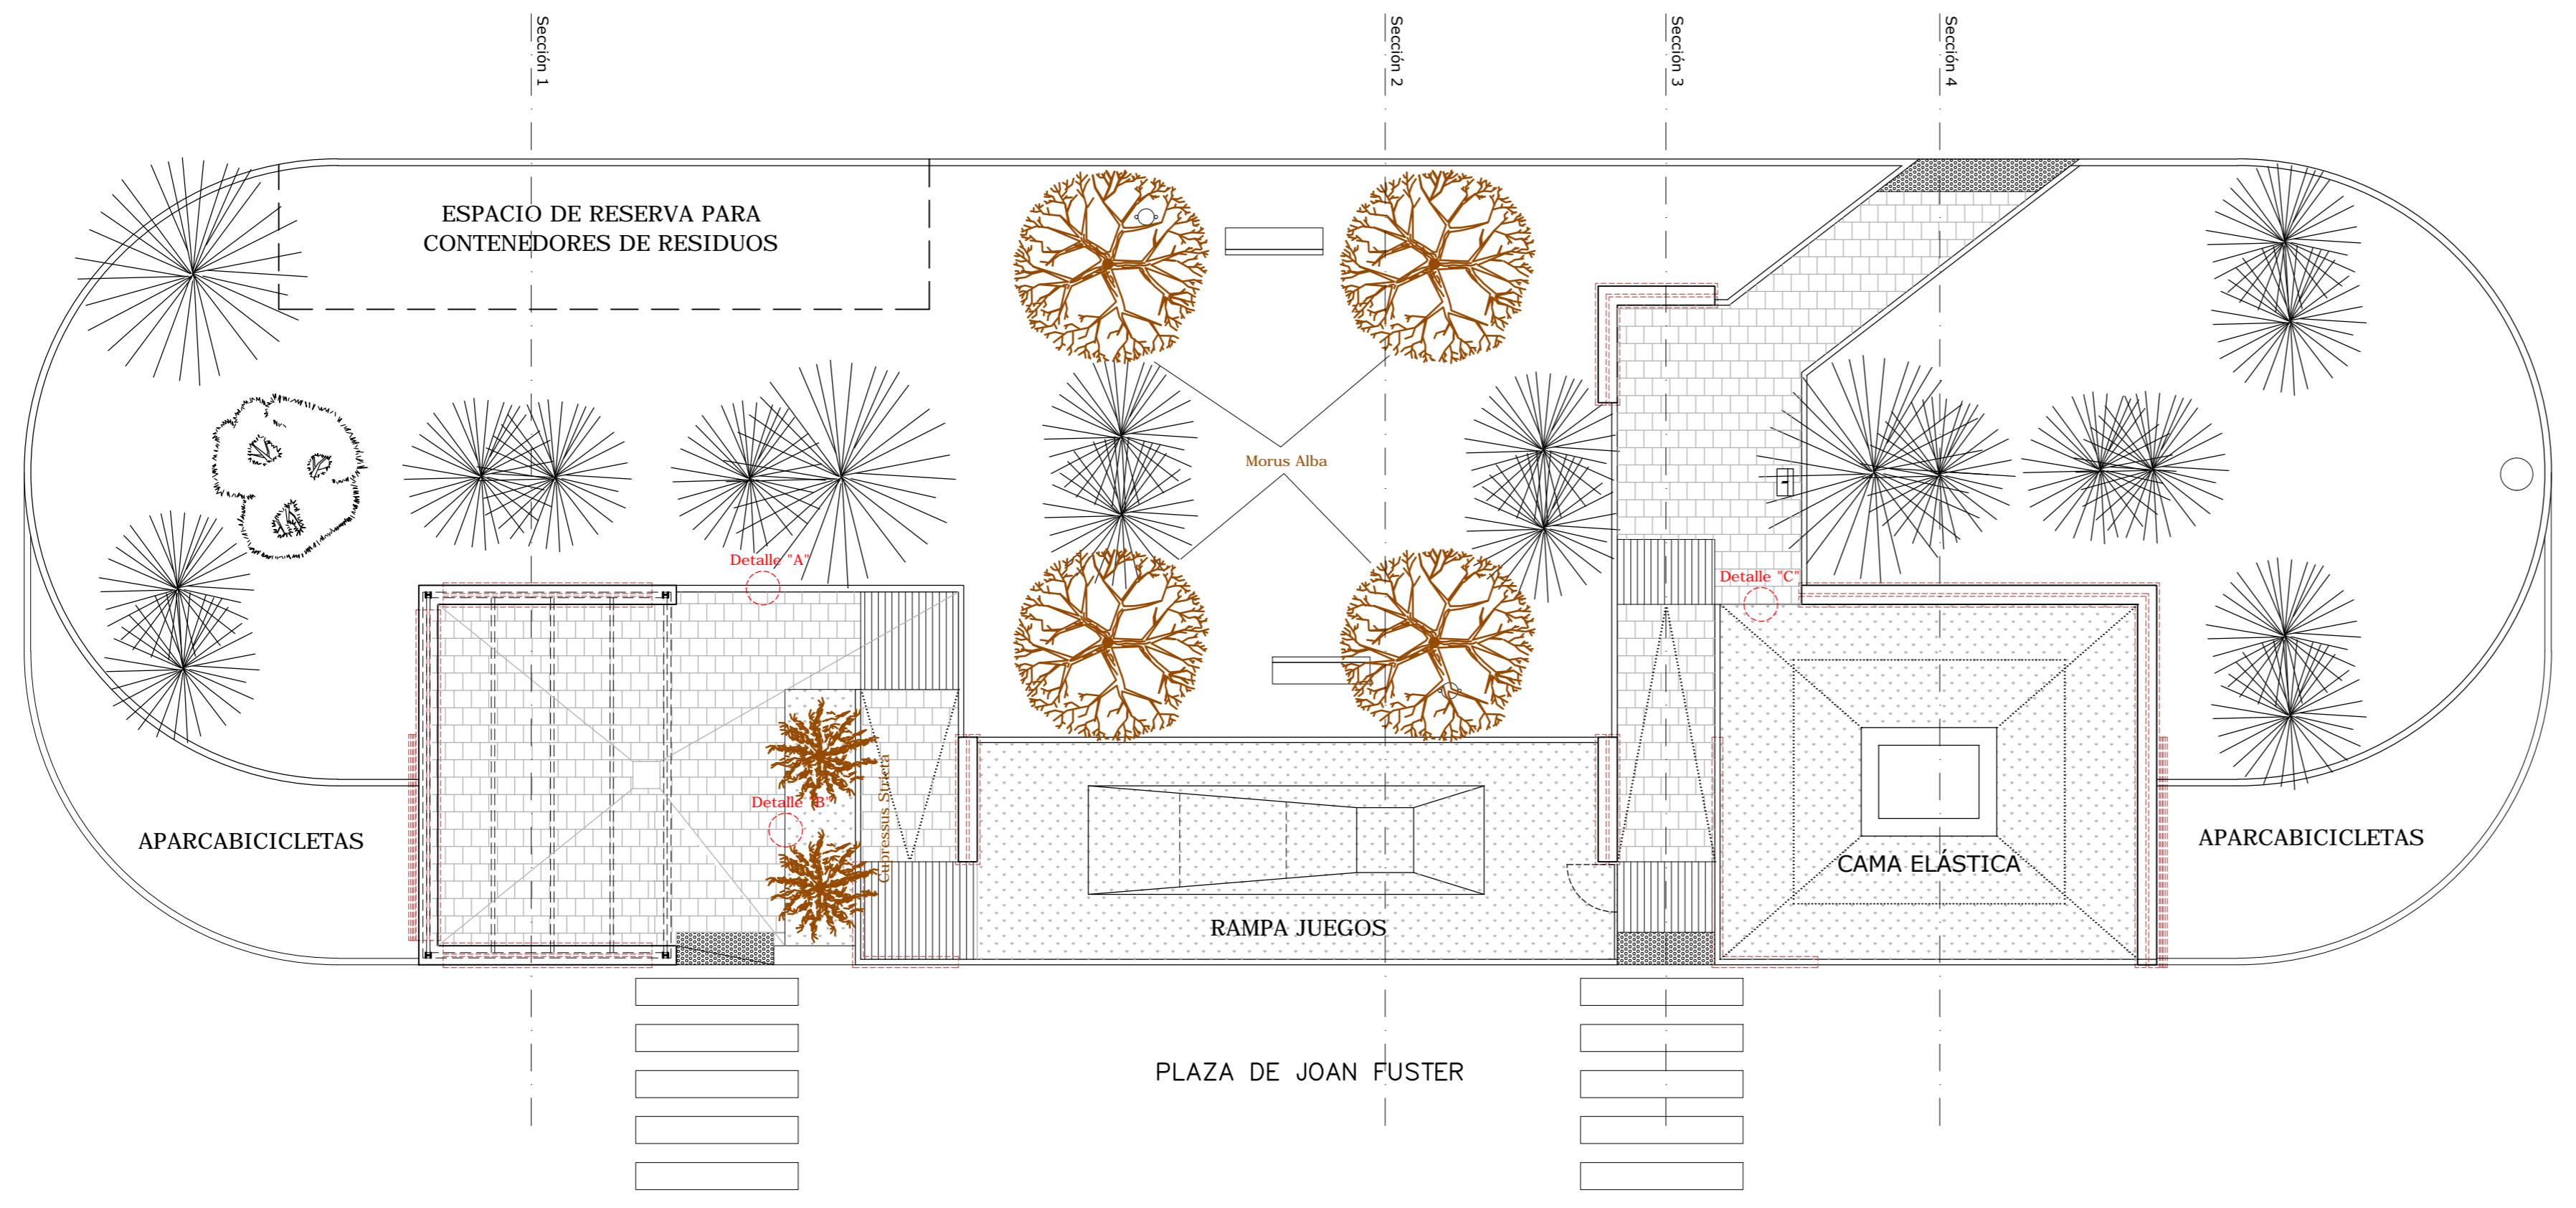 Sección 1
Sección 2
Sección 3
Sección 4
ESPACIO DE RESERVA PARA
CONTENEDORES DE RESIDUOS
Morus Alba
Detalle "A"
Detalle "C"
Detalle "B"
Cupressus Stricta
APARCABICICLETAS
APARCABICICLETAS
CAMA ELÁSTICA
RAMPA JUEGOS
PLAZA DE JOAN FUSTER